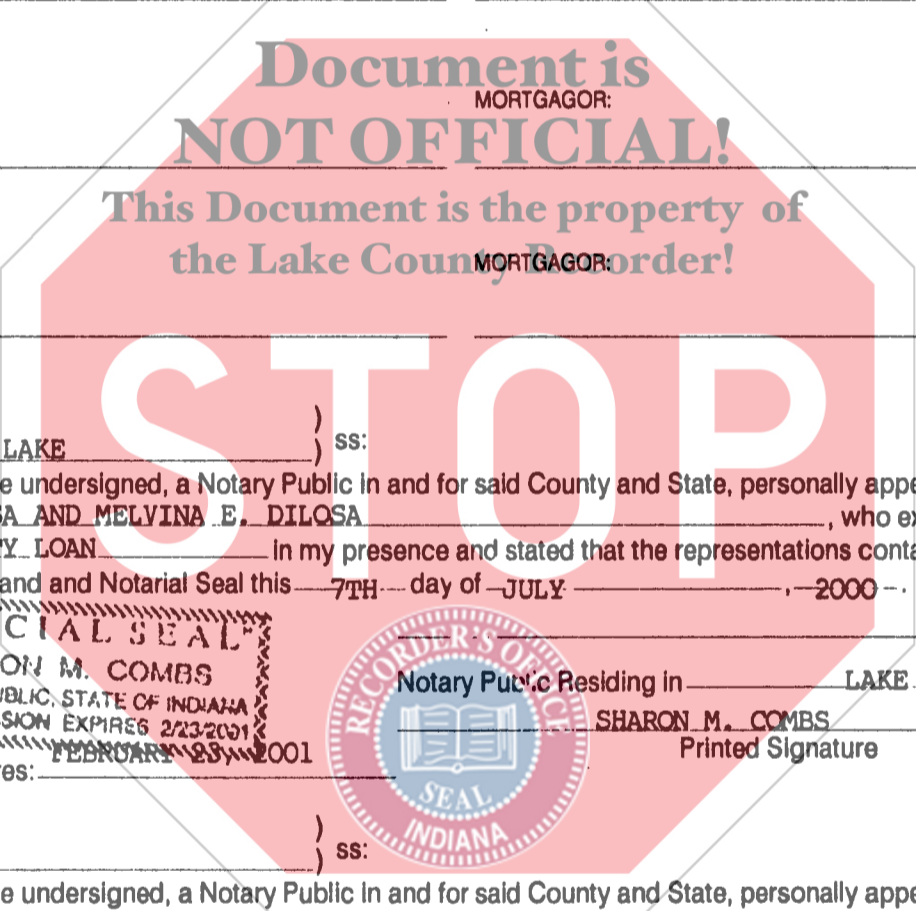 Document is
MORTGAGOR:
NOT OFFICIAL!
This Document is the property of
the Lake County Recorder!
MORTGAGOR:
STOP
)
LAKE ) ss:
e undersigned, a Notary Public in and for said County and State, personally appe
SA AND MELVINA E. DILOSA , who ex
Y LOAN in my presence and stated that the representations conta
and and Notarial Seal this 7TH day of JULY , 2000 .
CIAL SEAL"
ON M. COMBS
UBLIC, STATE OF INDIANA
SION EXPIRES 2/23/2001
FEBRUARY 23, 2001
es:
Notary Public Residing in LAKE
SHARON M. COMBS
Printed Signature
RECORDER'S OFFICE
SEAL
INDIANA
)
) ss:
e undersigned, a Notary Public in and for said County and State, personally appe